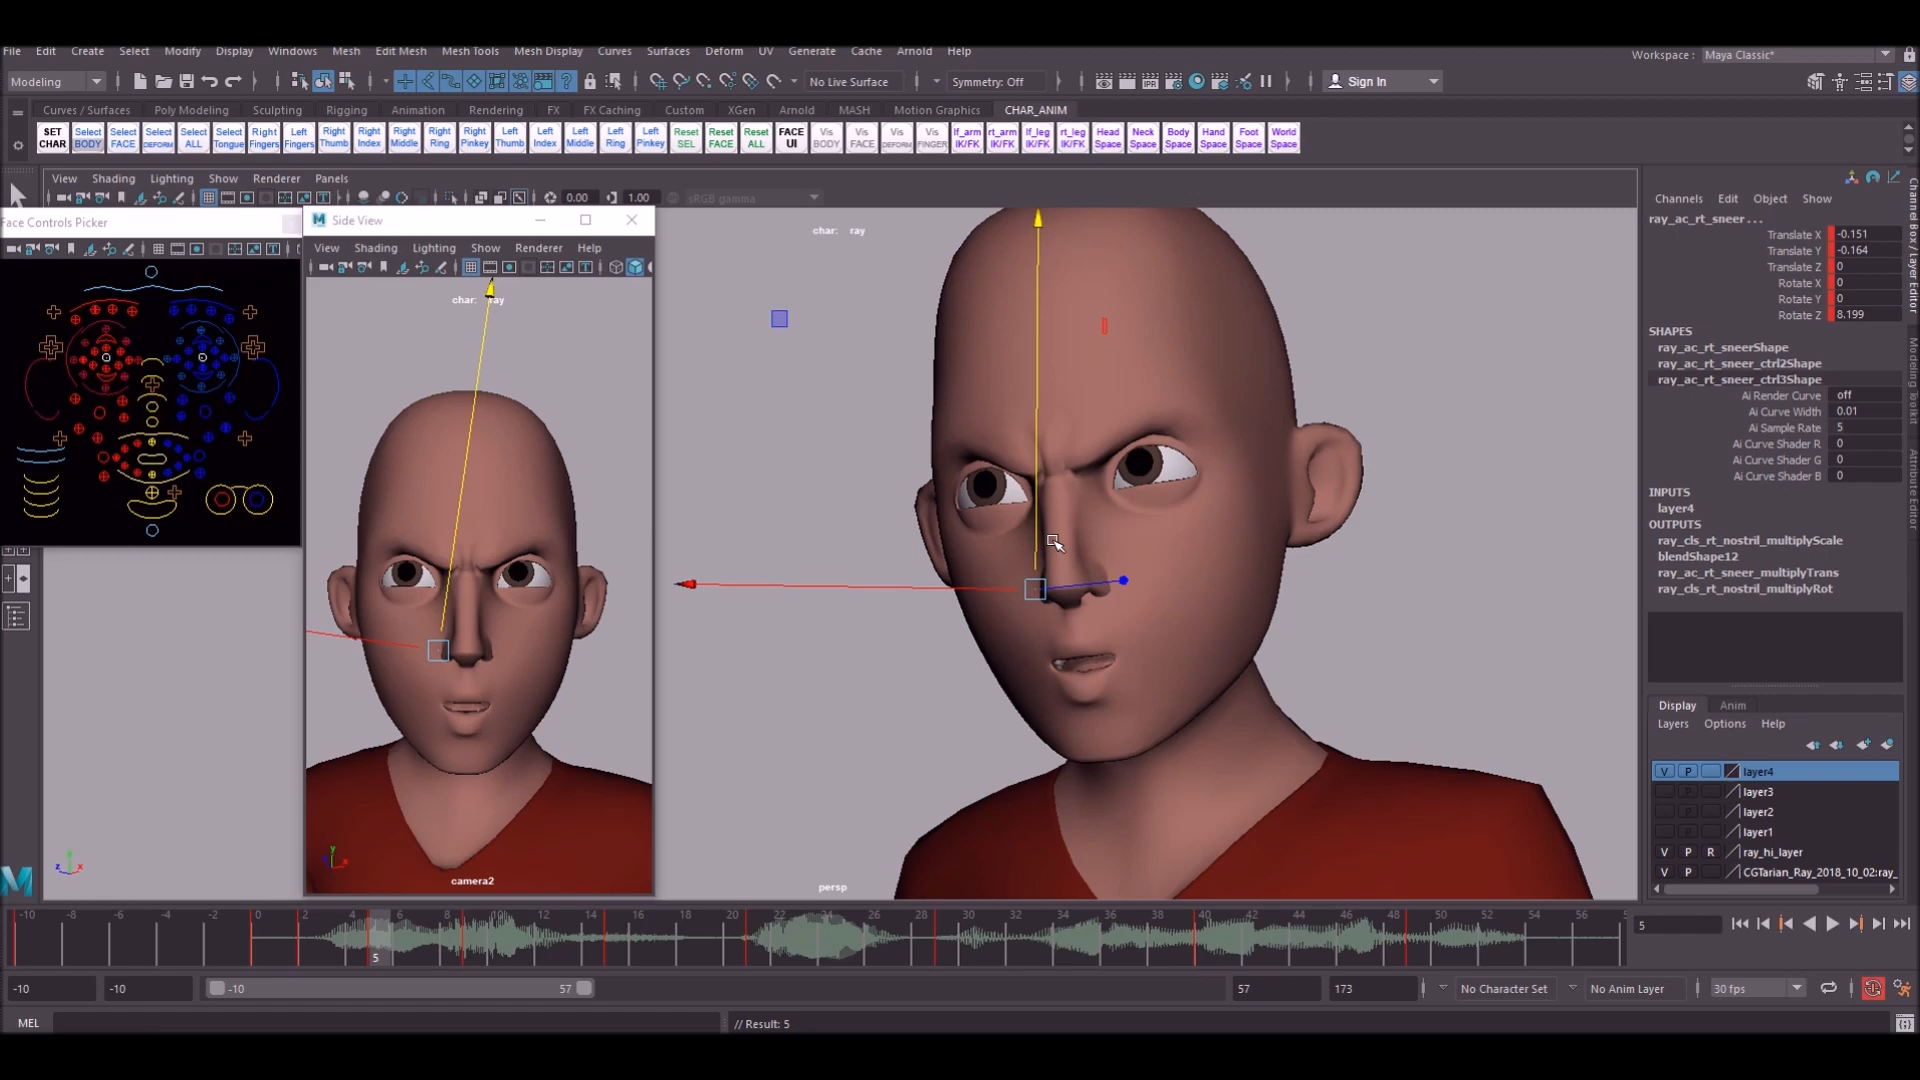 File Edit Create Select Modify Display Windows Mesh Edit Mesh Mesh Tools Mesh Display Curves Surfaces Deform UV Generate Cache Arnold Help
Workspace : Maya Classic*
Modeling No Live Surface Symmetry: Off Sign In
Curves / Surfaces Poly Modeling Sculpting Rigging Animation Rendering FX FX Caching Custom XGen Arnold MASH Motion Graphics CHAR_ANIM
SET Select Select Select Select Select Right Left Right Right Right Right Right Left Left Left Left Left Reset Reset Reset FACE Vis Vis Vis Vis lf_arm rt_arm lf_leg rt_leg Head Neck Body Hand Foot World
CHAR BODY FACE DEFORM ALL Tongue Fingers Fingers Thumb Index Middle Ring Pinkey Thumb Index Middle Ring Pinkey SEL FACE ALL UI BODY FACE DEFORM FINGER IK/FK IK/FK IK/FK IK/FK Space Space Space Space Space Space
View Shading Lighting Show Renderer Panels
0.00 1.00 sRGB gamma
Face Controls Picker
Side View
View Shading Lighting Show Renderer Help
char: ray
camera2
char: ray
persp
Channels Edit Object Show
ray_ac_rt_sneer...
Translate X -0.151
Translate Y -0.164
Translate Z 0
Rotate X 0
Rotate Y 0
Rotate Z 8.199
SHAPES
ray_ac_rt_sneerShape
ray_ac_rt_sneer_ctrl2Shape
ray_ac_rt_sneer_ctrl3Shape
Ai Render Curve off
Ai Curve Width 0.01
Ai Sample Rate 5
Ai Curve Shader R 0
Ai Curve Shader G 0
Ai Curve Shader B 0
INPUTS
layer4
OUTPUTS
ray_cls_rt_nostril_multiplyScale
blendShape12
ray_ac_rt_sneer_multiplyTrans
ray_cls_rt_nostril_multiplyRot
Channel Box / Layer Editor
Modeling Toolkit
Attribute Editor
Display Anim
Layers Options Help
V P layer4
P layer3
P layer2
P layer1
V P R ray_hi_layer
V P CGTarian_Ray_2018_10_02:ray_
-10 -8 -6 -4 -2 0 2 4 6 8 10 12 14 16 18 20 22 24 26 28 30 32 34 36 38 40 42 44 46 48 50 52 54 56
5
5
-10 -10 -10 57 57 173 No Character Set No Anim Layer 30 fps
MEL // Result: 5